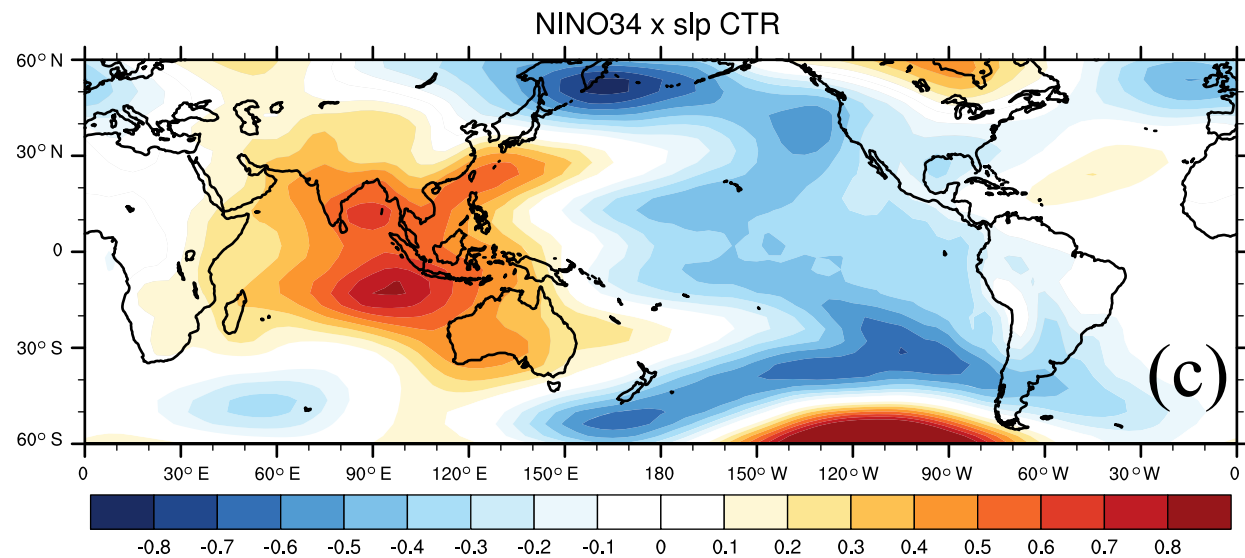 NINO34 x slp CTR
60° N
30° N
0
30° S
60° S
(c)
0 30° E 60° E 90° E 120° E 150° E 180 150° W 120° W 90° W 60° W 30° W 0
-0.8 -0.7 -0.6 -0.5 -0.4 -0.3 -0.2 -0.1 0 0.1 0.2 0.3 0.4 0.5 0.6 0.7 0.8